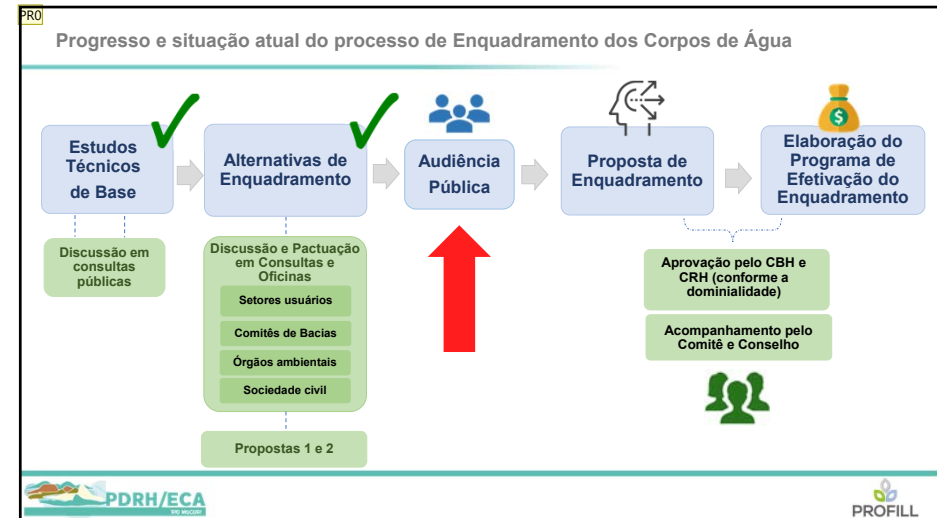 PR0
Progresso e situação atual do processo de Enquadramento dos Corpos de Água
Estudos
Técnicos
de Base
Alternativas de
Enquadramento
Audiência
Pública
Proposta de
Enquadramento
$
Elaboração do
Programa de
Efetivação do
Enquadramento
Discussão em
consultas
públicas
Discussão e Pactuação
em Consultas e
Oficinas
Setores usuários
Comitês de Bacias
Órgãos ambientais
Sociedade civil
Propostas 1 e 2
Aprovação pelo CBH e
CRH (conforme a
dominialidade)
Acompanhamento pelo
Comitê e Conselho
PDRH/ECA
RIO MUCURI
PROFILL